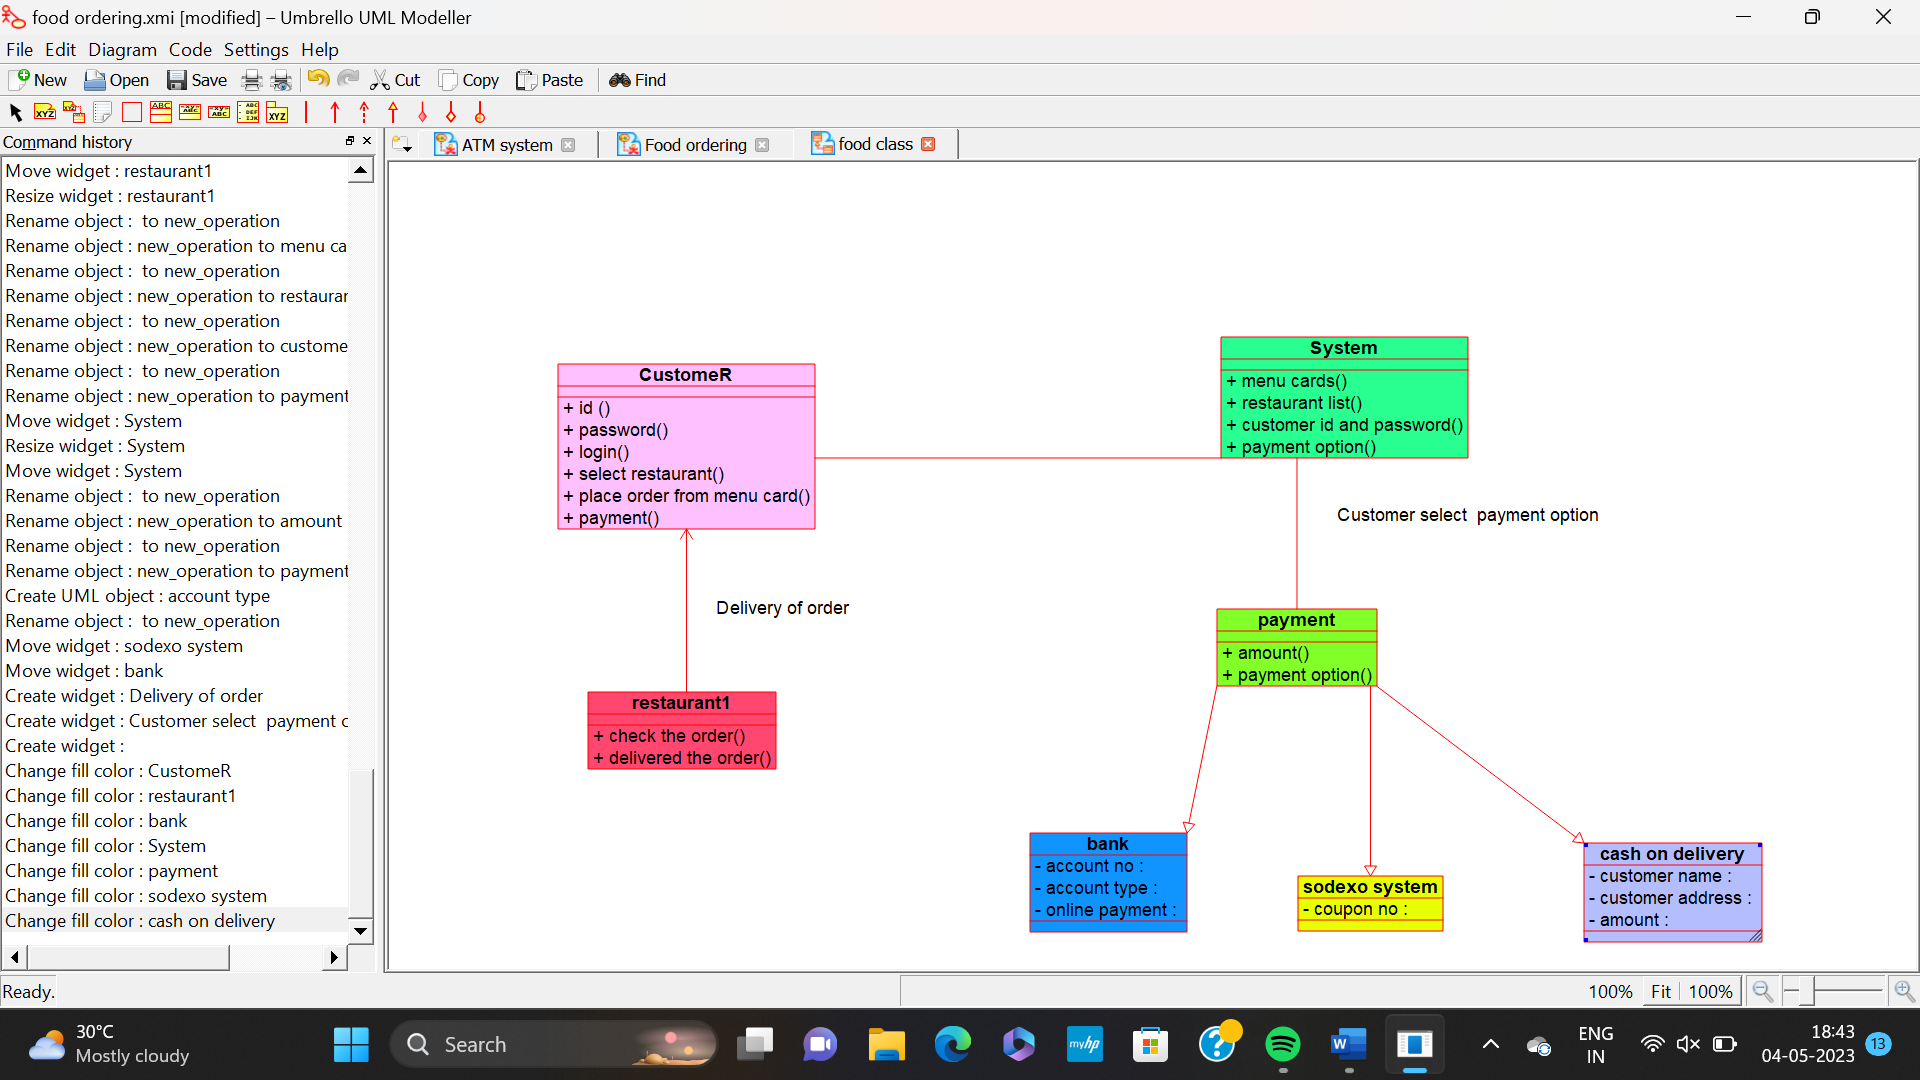 food ordering.xmi [modified] – Umbrello UML Modeller
File Edit Diagram Code Settings Help
New Open Save Cut Copy Paste Find
Command history
Move widget : restaurant1
Resize widget : restaurant1
Rename object :  to new_operation
Rename object : new_operation to menu ca
Rename object :  to new_operation
Rename object : new_operation to restaurar
Rename object :  to new_operation
Rename object : new_operation to custome
Rename object :  to new_operation
Rename object : new_operation to payment
Move widget : System
Resize widget : System
Move widget : System
Rename object :  to new_operation
Rename object : new_operation to amount
Rename object :  to new_operation
Rename object : new_operation to payment
Create UML object : account type
Rename object :  to new_operation
Move widget : sodexo system
Move widget : bank
Create widget : Delivery of order
Create widget : Customer select  payment c
Create widget :
Change fill color : CustomeR
Change fill color : restaurant1
Change fill color : bank
Change fill color : System
Change fill color : payment
Change fill color : sodexo system
Change fill color : cash on delivery
ATM system Food ordering food class
CustomeR
+ id ()
+ password()
+ login()
+ select restaurant()
+ place order from menu card()
+ payment()
System
+ menu cards()
+ restaurant list()
+ customer id and password()
+ payment option()
Customer select  payment option
Delivery of order
payment
+ amount()
+ payment option()
restaurant1
+ check the order()
+ delivered the order()
bank
- account no :
- account type :
- online payment :
sodexo system
- coupon no :
cash on delivery
- customer name :
- customer address :
- amount :
Ready.
100% Fit 100%
30°C
Mostly cloudy
Search
myhp
ENG
IN
18:43
04-05-2023
13